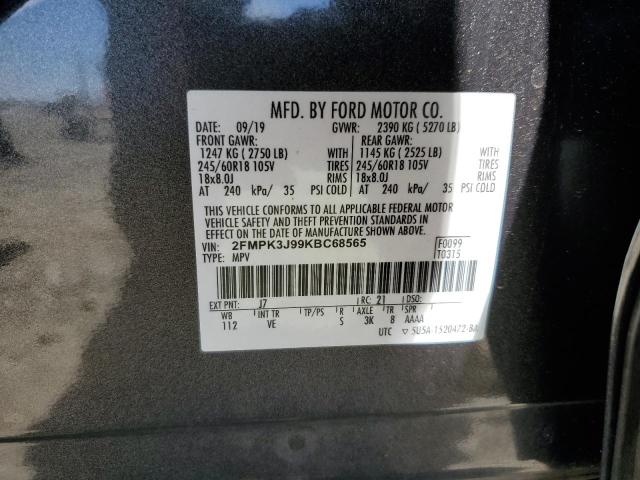 MFD. BY FORD MOTOR CO.
DATE: 09/19 GVWR: 2390 KG ( 5270 LB)
FRONT GAWR: REAR GAWR:
1247 KG ( 2750 LB) WITH 1145 KG ( 2525 LB) WITH
245/60R18 105V TIRES 245/60R18 105V TIRES
18x8.0J RIMS 18x8.0J RIMS
AT 240 kPa/ 35 PSI COLD AT 240 kPa/ 35 PSI COLD
THIS VEHICLE CONFORMS TO ALL APPLICABLE FEDERAL MOTOR
VEHICLE SAFETY AND THEFT PREVENTION STANDARDS IN
EFFECT ON THE DATE OF MANUFACTURE SHOWN ABOVE.
VIN: 2FMPK3J99KBC68565 F0099
TYPE: MPV T0315
EXT PNT: J7 RC: 21 DSO:
WB INT TR TP/PS R AXLE TR SPR
112 VE S 3K 8 AAAA
UTC 5U5A-1520472-BA